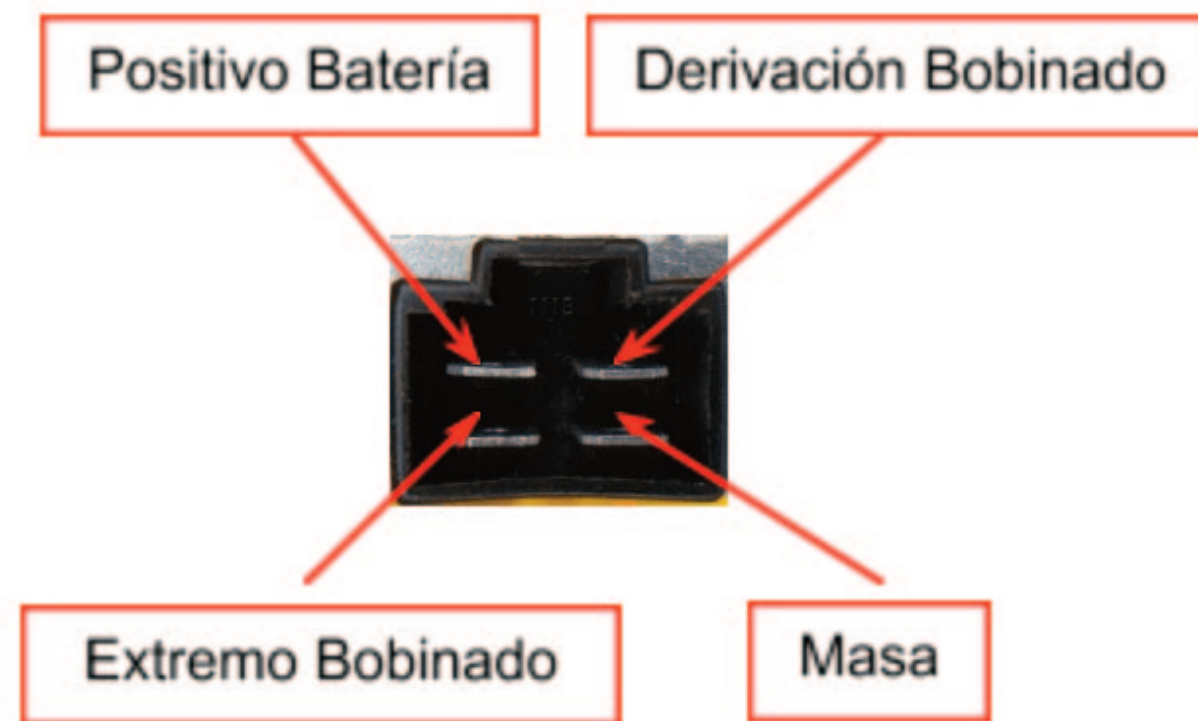 Positivo Batería
Derivación Bobinado
Extremo Bobinado
Masa